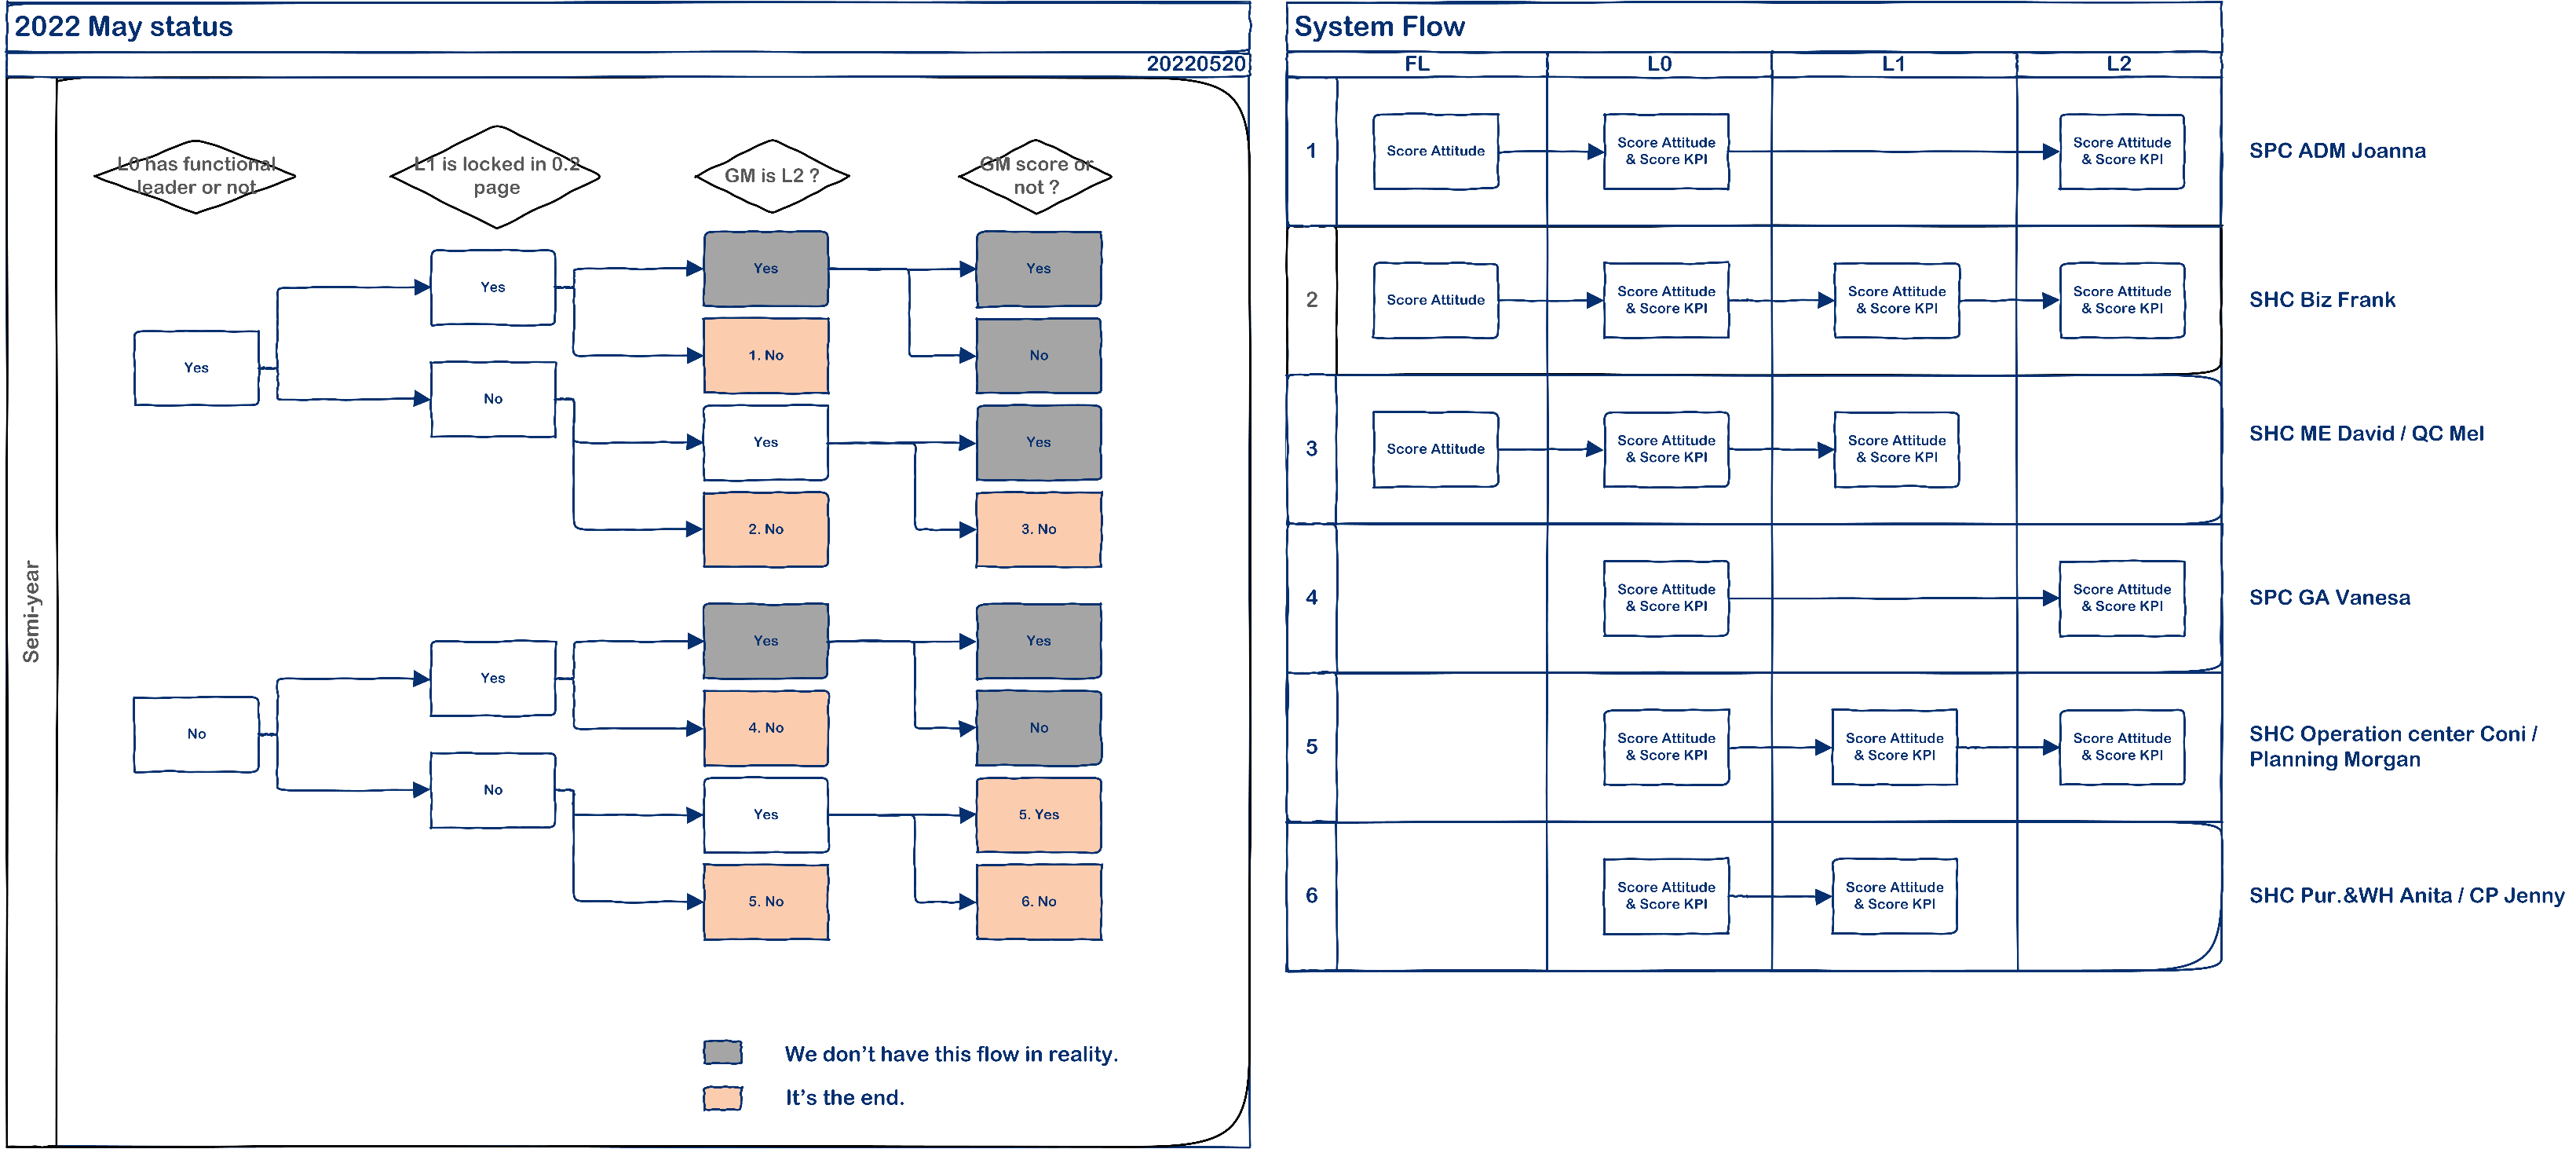 2022 May status
20220520
Semi-year
L0 has functional
leader or not
L1 is locked in 0.2
page
GM is L2 ?
GM score or
not ?
Yes
Yes
Yes
Yes
1. No
No
No
Yes
Yes
2. No
3. No
No
Yes
Yes
Yes
4. No
No
No
Yes
5. Yes
5. No
6. No
We don't have this flow in reality.
It's the end.
System Flow
FL
L0
L1
L2
1
Score Attitude
Score Attitude
& Score KPI
Score Attitude
& Score KPI
SPC ADM Joanna
2
Score Attitude
Score Attitude
& Score KPI
Score Attitude
& Score KPI
Score Attitude
& Score KPI
SHC Biz Frank
3
Score Attitude
Score Attitude
& Score KPI
Score Attitude
& Score KPI
SHC ME David / QC Mel
4
Score Attitude
& Score KPI
Score Attitude
& Score KPI
SPC GA Vanesa
5
Score Attitude
& Score KPI
Score Attitude
& Score KPI
Score Attitude
& Score KPI
SHC Operation center Coni /
Planning Morgan
6
Score Attitude
& Score KPI
Score Attitude
& Score KPI
SHC Pur.&WH Anita / CP Jenny